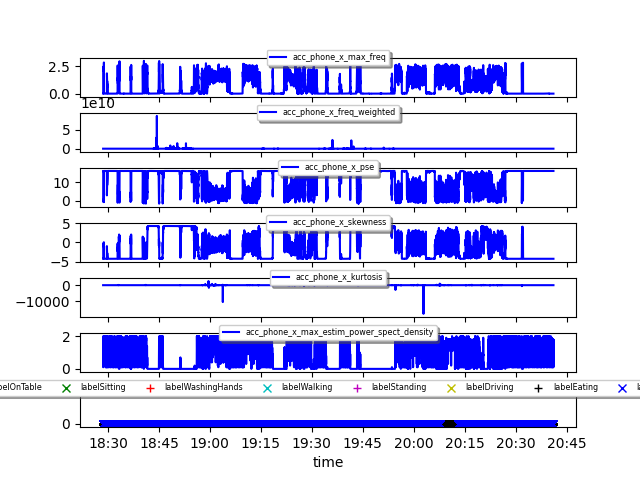 acc_phone_x_max_freq
2.5
0.0
1e10
acc_phone_x_freq_weighted
5
0
acc_phone_x_pse
10
0
acc_phone_x_skewness
5
0
−5
acc_phone_x_kurtosis
0
−10000
acc_phone_x_max_estim_power_spect_density
2
0
belOnTable labelSitting labelWashingHands labelWalking labelStanding labelDriving labelEating la
0
18:30 18:45 19:00 19:15 19:30 19:45 20:00 20:15 20:30 20:45
time